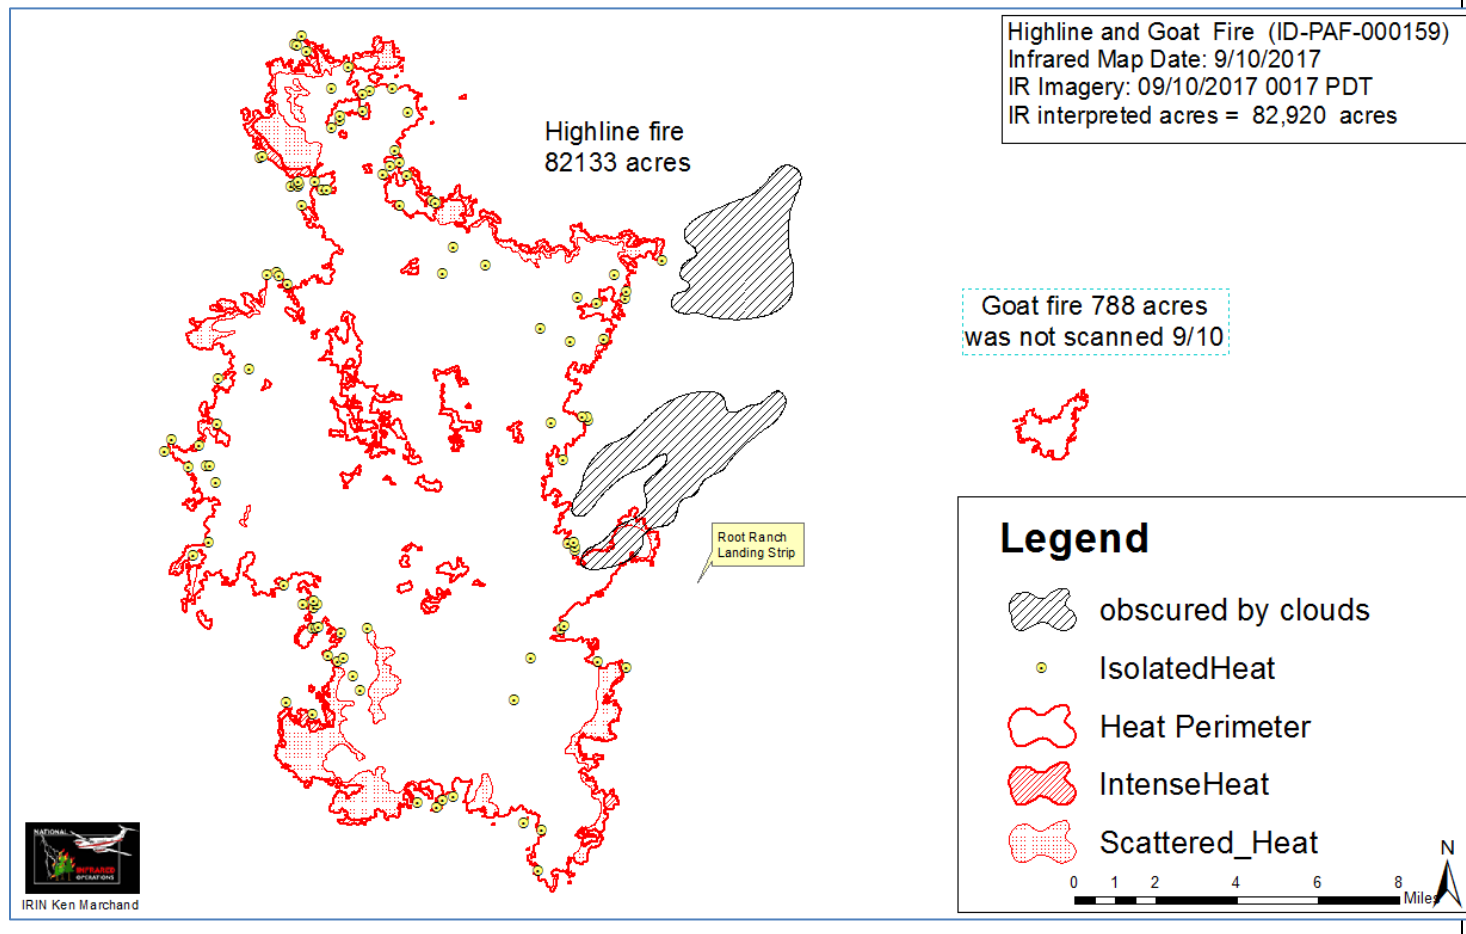 Highline and Goat Fire (ID-PAF-000159)
Infrared Map Date: 9/10/2017
IR Imagery: 09/10/2017 0017 PDT
IR interpreted acres = 82,920 acres
Highline fire
82133 acres
Goat fire 788 acres
was not scanned 9/10
Root Ranch
Landing Strip
Legend
obscured by clouds
IsolatedHeat
Heat Perimeter
IntenseHeat
Scattered_Heat
N
0 1 2 4 6 8
Miles
NATIONAL
INFRARED
OPERATIONS
IRIN Ken Marchand